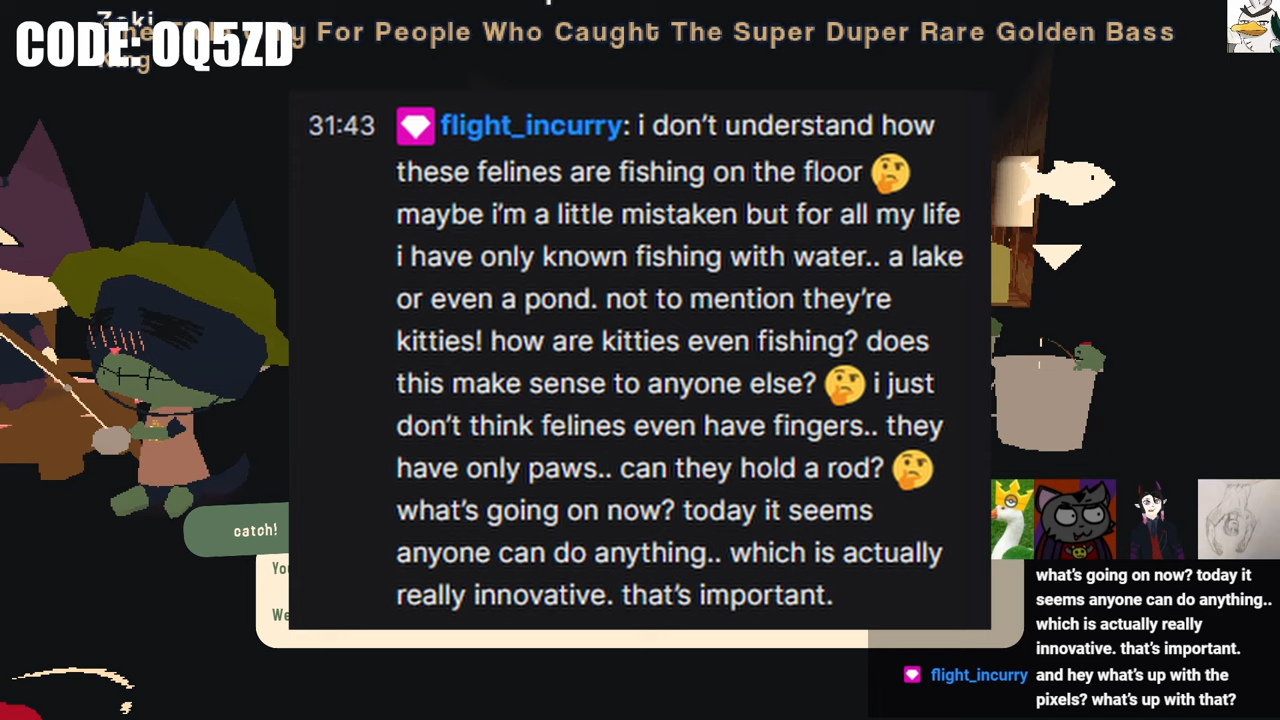 Zaki
For People Who Caught The Super Duper Rare Golden Bass
CODE: 0Q5ZD
King
31:43 flight_incurry: i don't understand how
these felines are fishing on the floor 🤔
maybe i'm a little mistaken but for all my life
i have only known fishing with water.. a lake
or even a pond. not to mention they're
kitties! how are kitties even fishing? does
this make sense to anyone else? 🤔 i just
don't think felines even have fingers.. they
have only paws.. can they hold a rod? 🤔
what's going on now? today it seems
anyone can do anything.. which is actually
really innovative. that's important.
catch!
what's going on now? today it
seems anyone can do anything..
which is actually really
innovative. that's important.
flight_incurry and hey what's up with the
pixels? what's up with that?